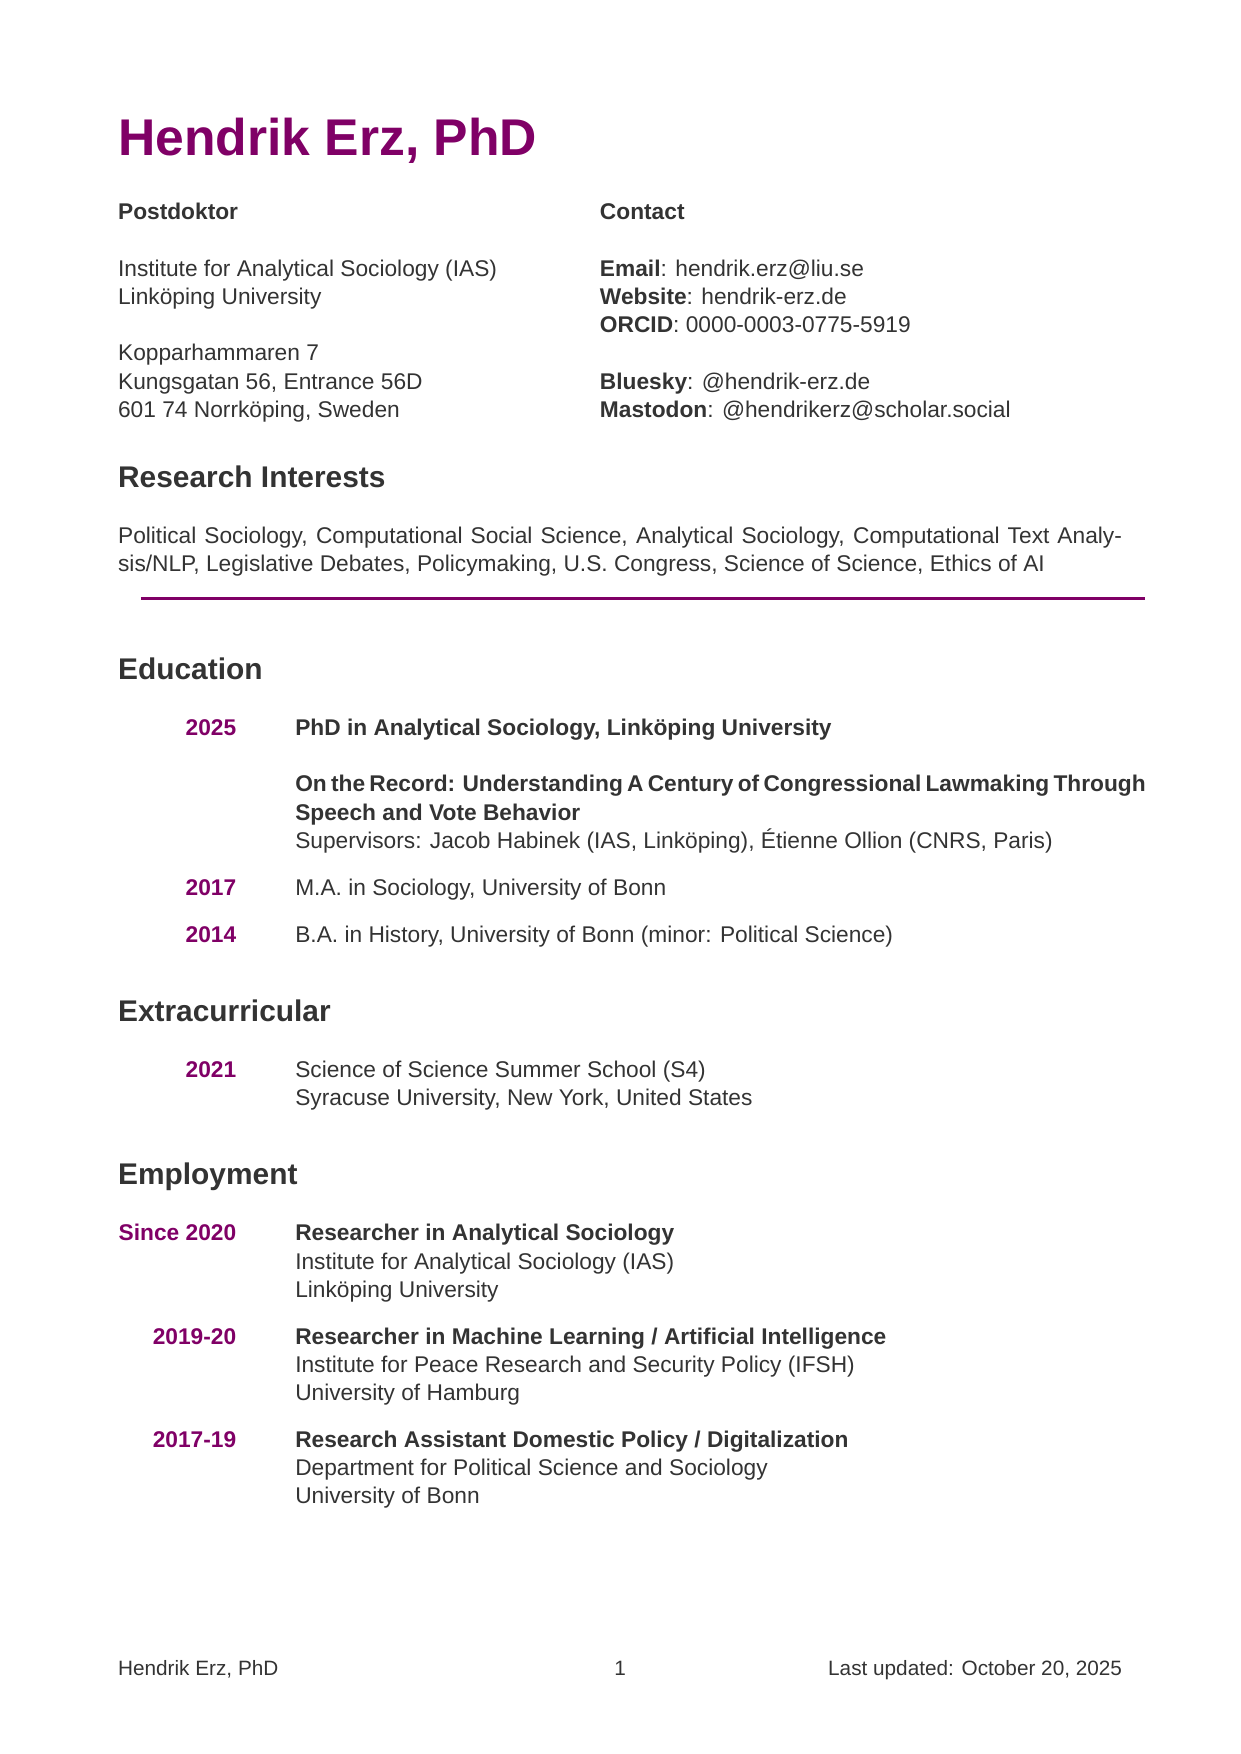 Hendrik Erz, PhD
Postdoktor
Institute for Analytical Sociology (IAS)
Linköping University
Kopparhammaren 7
Kungsgatan 56, Entrance 56D
601 74 Norrköping, Sweden
Contact
Email: hendrik.erz@liu.se
Website: hendrik-erz.de
ORCID: 0000-0003-0775-5919
Bluesky: @hendrik-erz.de
Mastodon: @hendrikerz@scholar.social
Research Interests
Political Sociology, Computational Social Science, Analytical Sociology, Computational Text Analy-
sis/NLP, Legislative Debates, Policymaking, U.S. Congress, Science of Science, Ethics of AI
Education
2025 PhD in Analytical Sociology, Linköping University
On the Record: Understanding A Century of Congressional Lawmaking Through
Speech and Vote Behavior
Supervisors: Jacob Habinek (IAS, Linköping), Étienne Ollion (CNRS, Paris)
2017 M.A. in Sociology, University of Bonn
2014 B.A. in History, University of Bonn (minor: Political Science)
Extracurricular
2021 Science of Science Summer School (S4)
Syracuse University, New York, United States
Employment
Since 2020 Researcher in Analytical Sociology
Institute for Analytical Sociology (IAS)
Linköping University
2019-20 Researcher in Machine Learning / Artificial Intelligence
Institute for Peace Research and Security Policy (IFSH)
University of Hamburg
2017-19 Research Assistant Domestic Policy / Digitalization
Department for Political Science and Sociology
University of Bonn
Hendrik Erz, PhD 1 Last updated: October 20, 2025